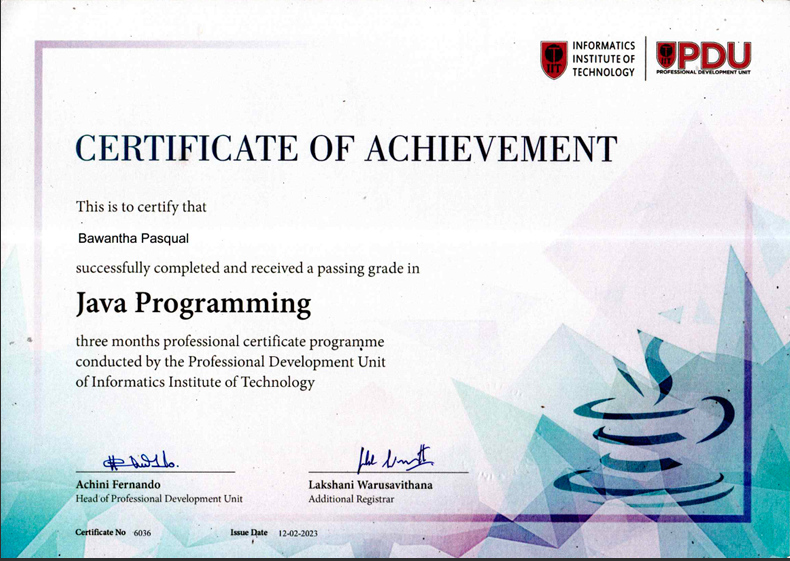 INFORMATICS
INSTITUTE OF
TECHNOLOGY
IIT
PDU
PROFESSIONAL DEVELOPMENT UNIT
CERTIFICATE OF ACHIEVEMENT
This is to certify that
Bawantha Pasqual
successfully completed and received a passing grade in
Java Programming
three months professional certificate programme
conducted by the Professional Development Unit
of Informatics Institute of Technology
Achini Fernando
Head of Professional Development Unit
Lakshani Warusavithana
Additional Registrar
Certificate No 6036
Issue Date 12-02-2023